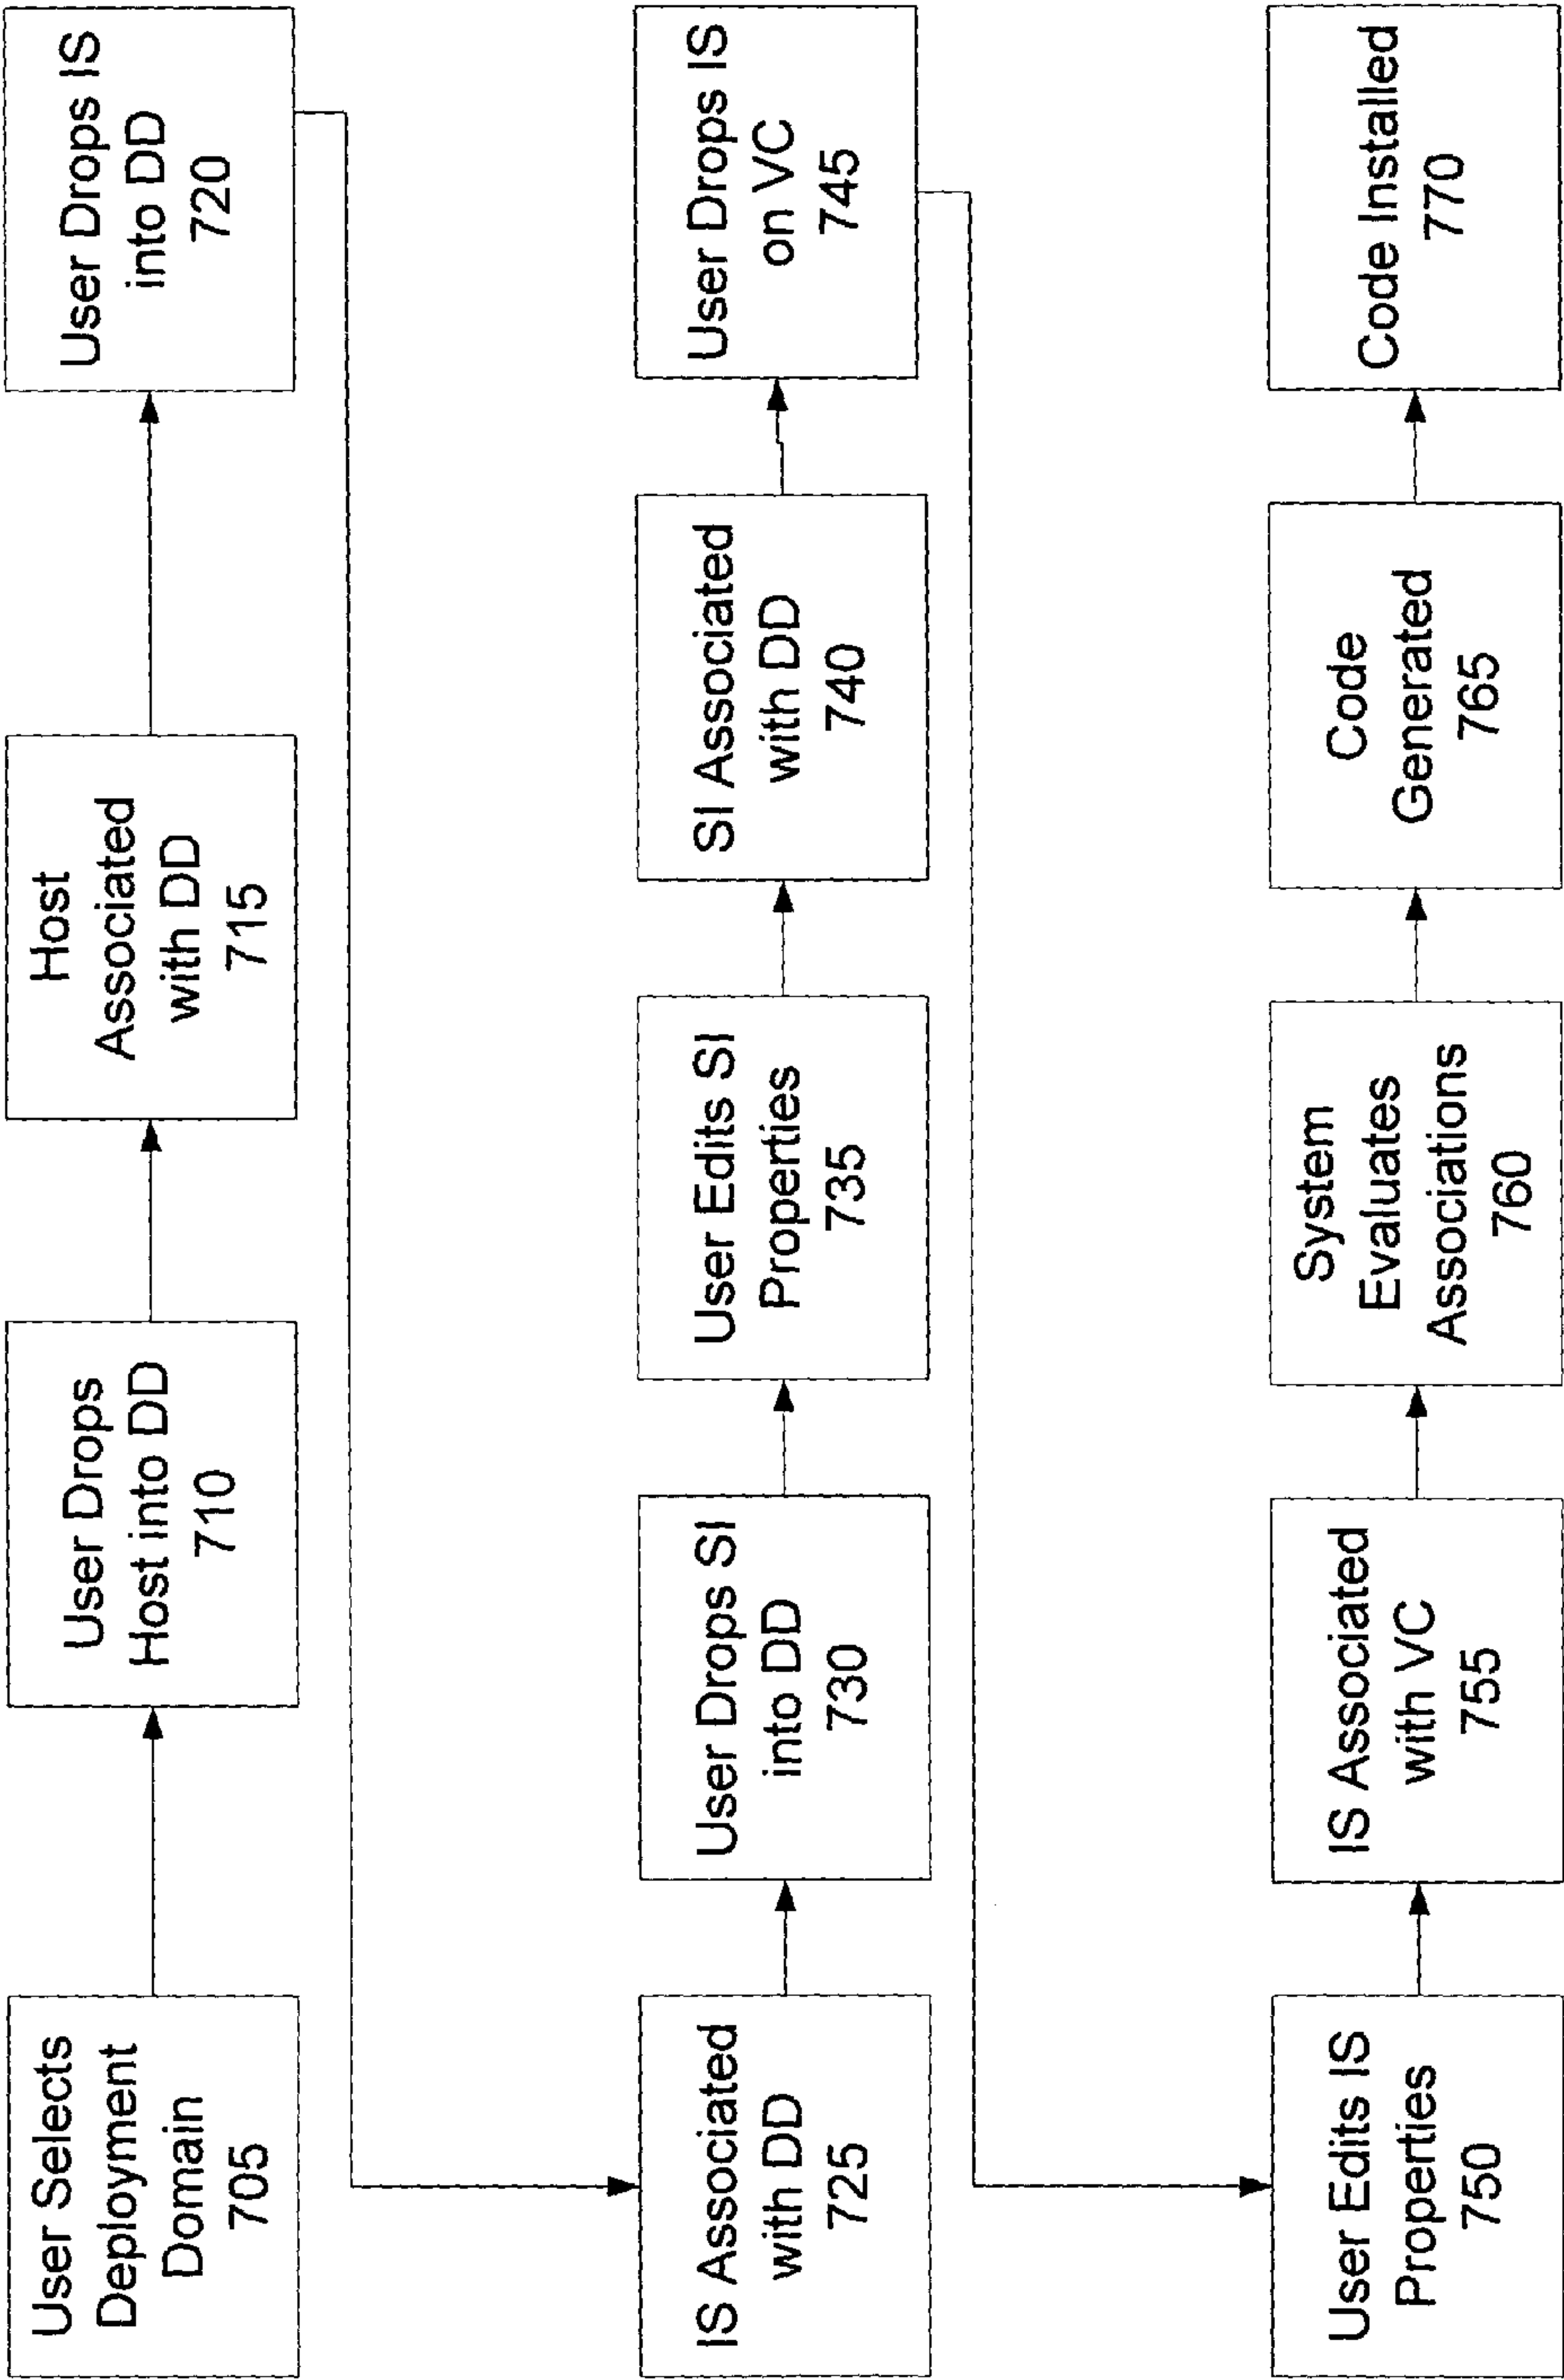 User Selects
Deployment
Domain
705
User Drops
Host into DD
710
Host
Associated
with DD
715
User Drops IS
into DD
720
IS Associated
with DD
725
User Drops SI
into DD
730
User Edits SI
Properties
735
SI Associated
with DD
740
User Drops IS
on VC
745
User Edits IS
Properties
750
IS Associated
with VC
755
System
Evaluates
Associations
760
Code
Generated
765
Code Installed
770